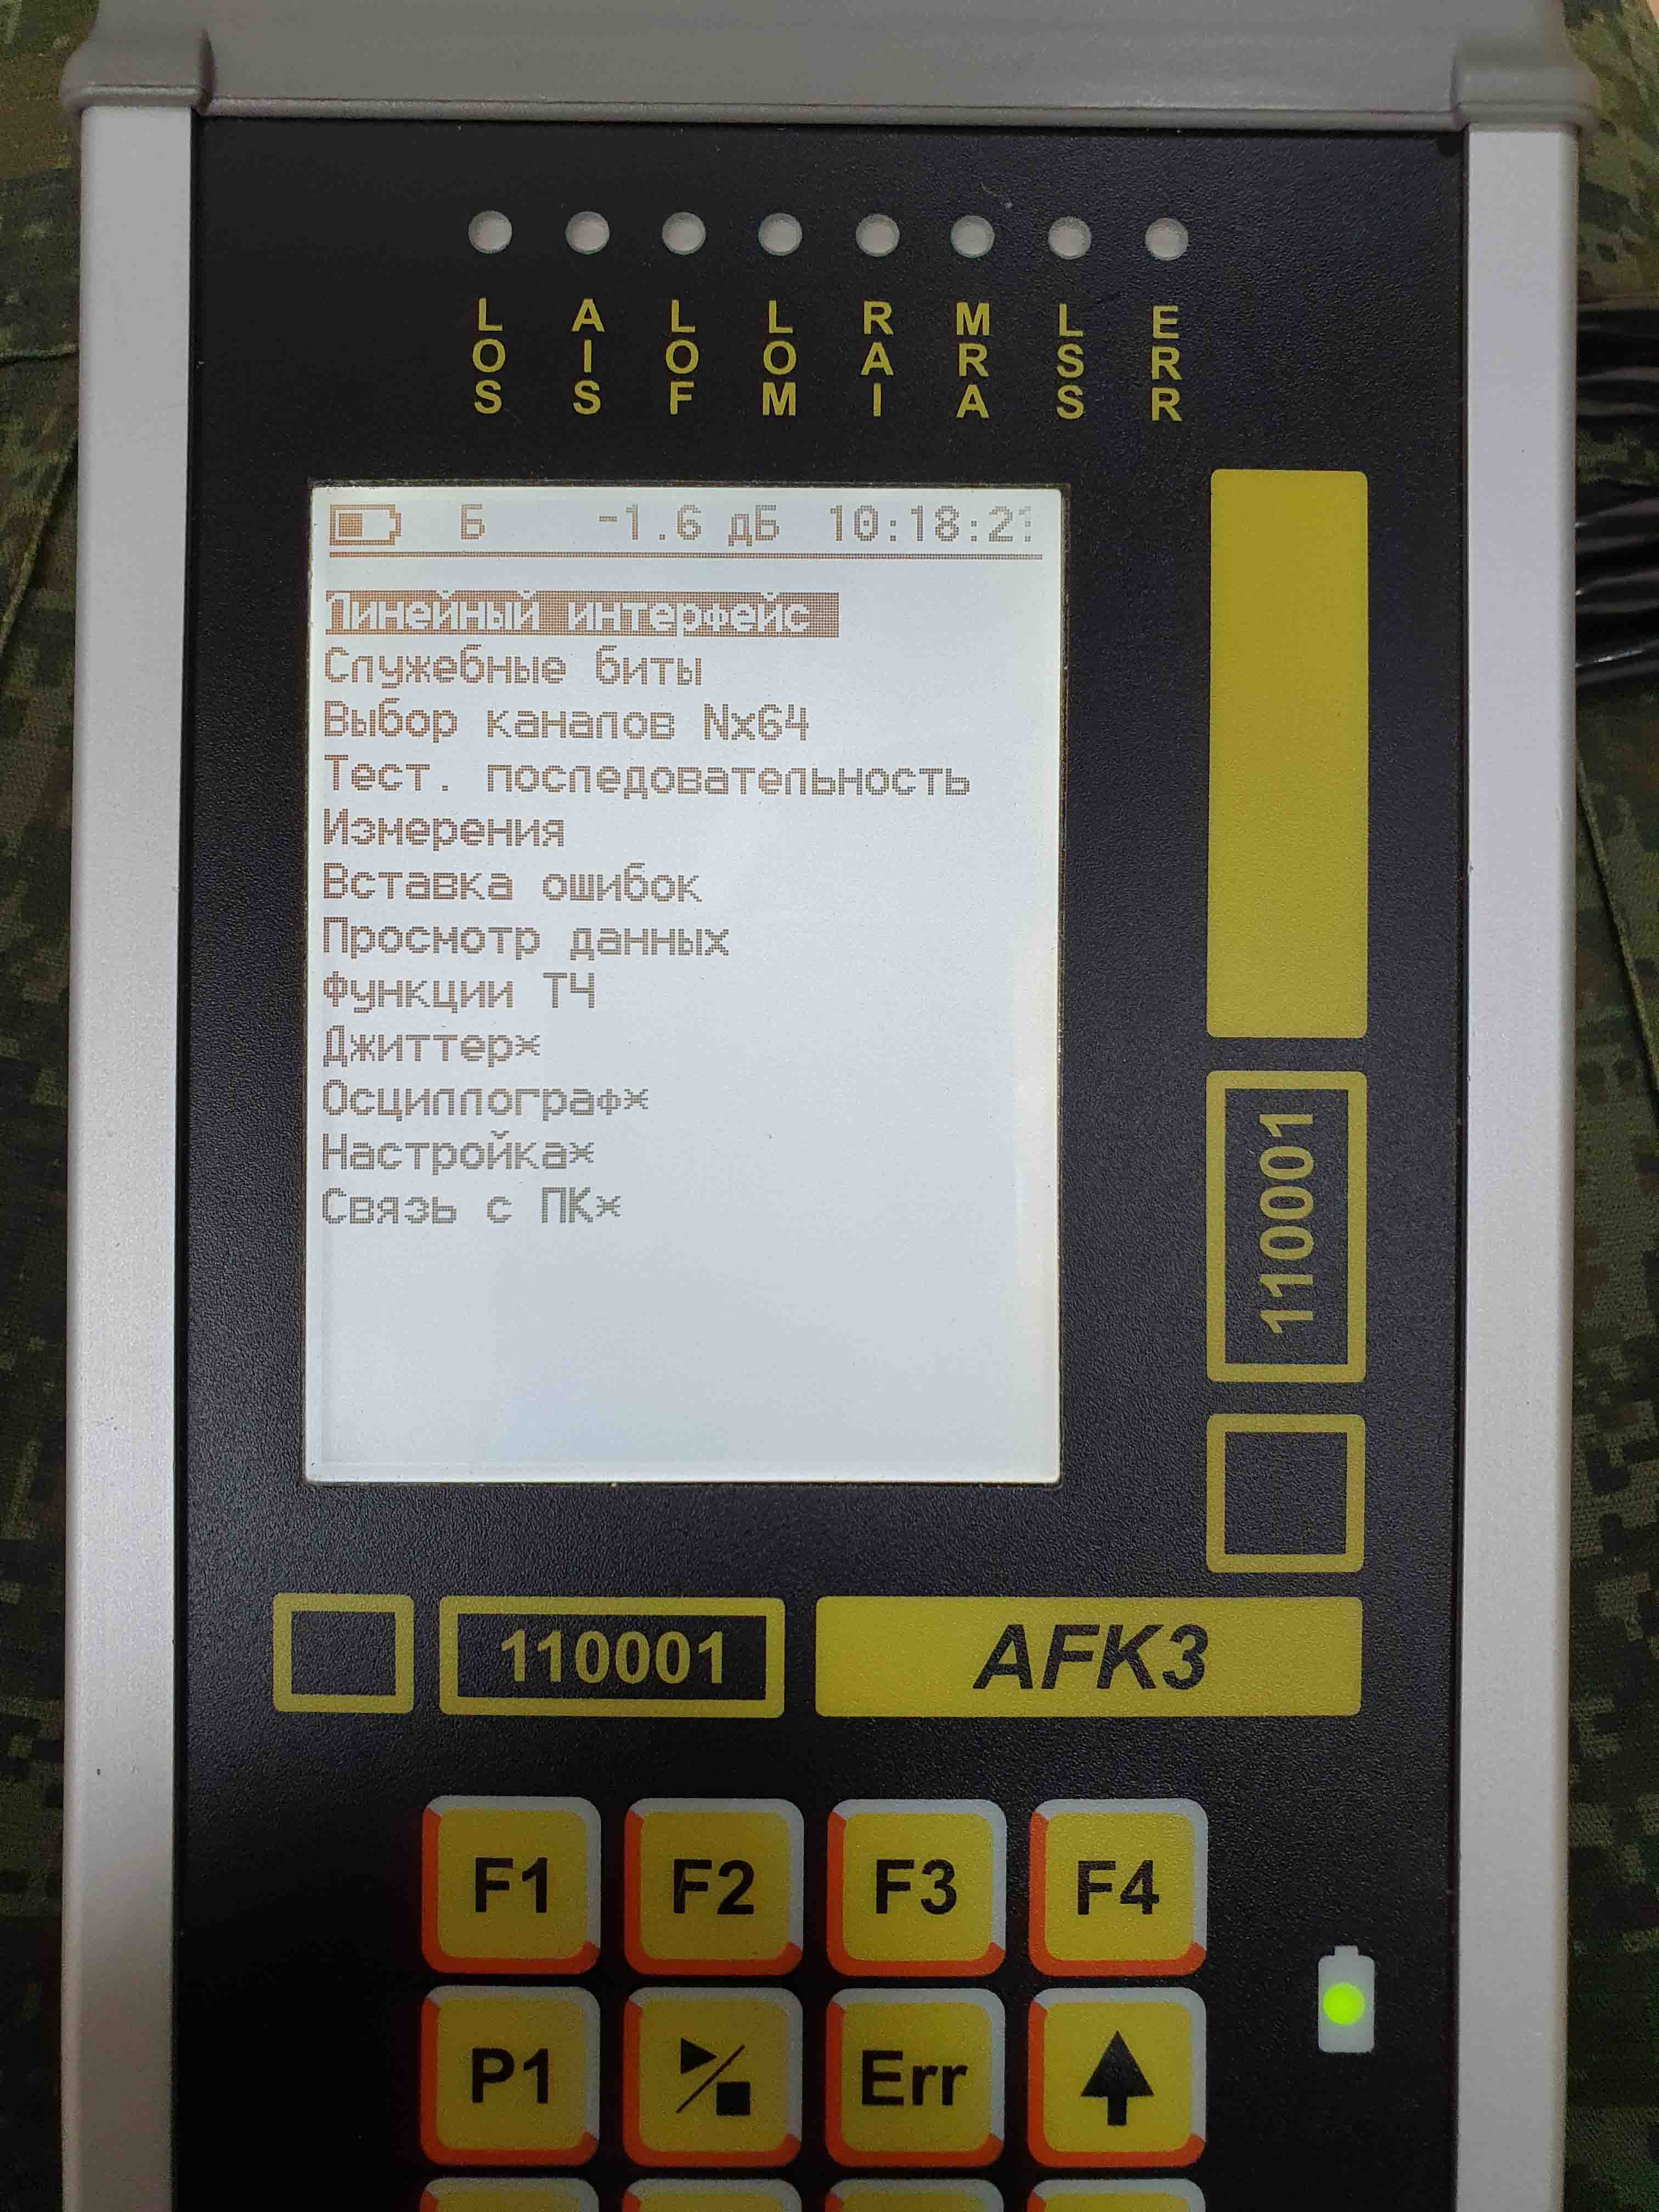 LOS AIS LOF LOM RAI MRA LSS ERR
Б -1.6 дБ 10:18:21
Линейный интерфейс
Служебные биты
Выбор каналов Nx64
Тест. последовательность
Измерения
Вставка ошибок
Просмотр данных
Функции ТЧ
Джиттер*
Осциллограф*
Настройка*
Связь с ПК*
110001
110001
AFK3
F1 F2 F3 F4
P1 Err